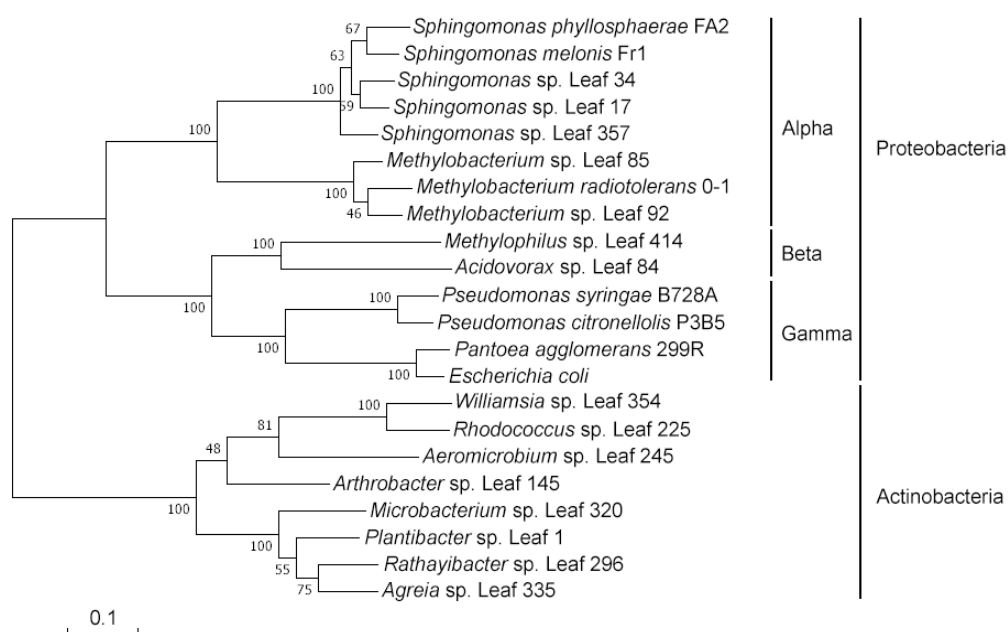 Sphingomonas phyllosphaerae FA2
67
Sphingomonas melonis Fr1
63
Sphingomonas sp. Leaf 34
100
59
Sphingomonas sp. Leaf 17
Alpha
Sphingomonas sp. Leaf 357
100
Proteobacteria
Methylobacterium sp. Leaf 85
Methylobacterium radiotolerans 0-1
100
Methylobacterium sp. Leaf 92
46
Methylophilus sp. Leaf 414
100
Beta
Acidovorax sp. Leaf 84
Pseudomonas syringae B728A
100
Pseudomonas citronellolis P3B5
100
Gamma
Pantoea agglomerans 299R
100
Escherichia coli
100
Williamsia sp. Leaf 354
100
Rhodococcus sp. Leaf 225
81
Aeromicrobium sp. Leaf 245
48
Arthrobacter sp. Leaf 145
Actinobacteria
100
Microbacterium sp. Leaf 320
Plantibacter sp. Leaf 1
100
Rathayibacter sp. Leaf 296
55
Agreia sp. Leaf 335
75
0.1